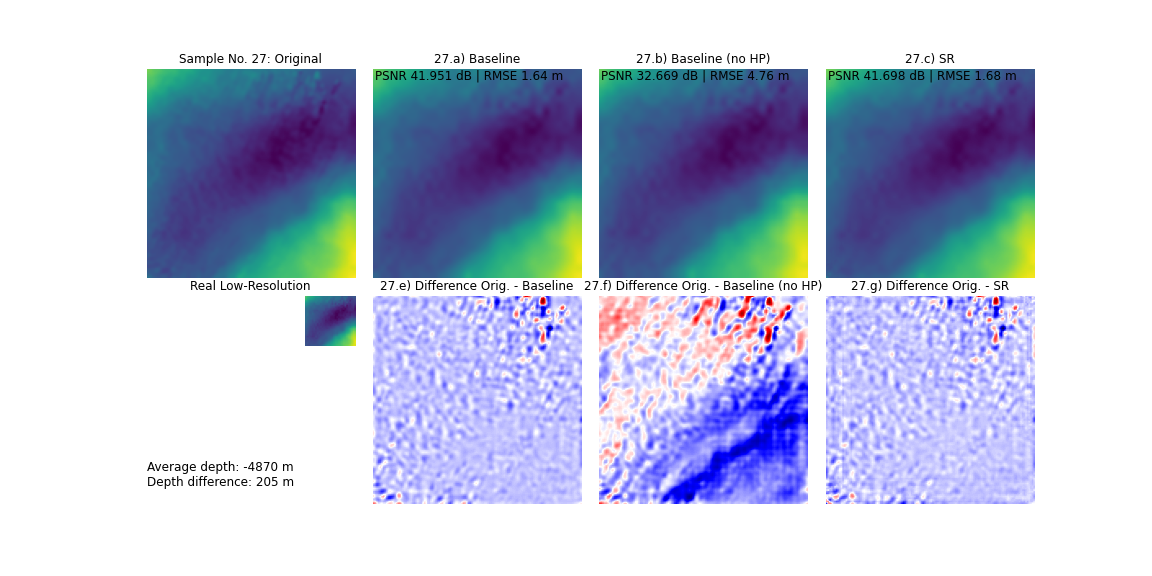 Sample No. 27: Original
27.a) Baseline
27.b) Baseline (no HP)
27.c) SR
PSNR 41.951 dB | RMSE 1.64 m
PSNR 32.669 dB | RMSE 4.76 m
PSNR 41.698 dB | RMSE 1.68 m
Real Low-Resolution
27.e) Difference Orig. - Baseline
27.f) Difference Orig. - Baseline (no HP)
27.g) Difference Orig. - SR
Average depth: -4870 m
Depth difference: 205 m